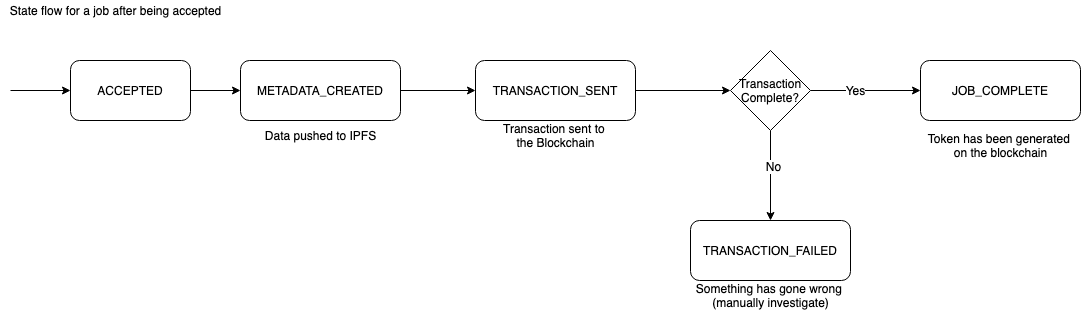 State flow for a job after being accepted
ACCEPTED
METADATA_CREATED
Data pushed to IPFS
TRANSACTION_SENT
Transaction sent to
the Blockchain
Transaction
Complete?
Yes
JOB_COMPLETE
Token has been generated
on the blockchain
No
TRANSACTION_FAILED
Something has gone wrong
(manually investigate)